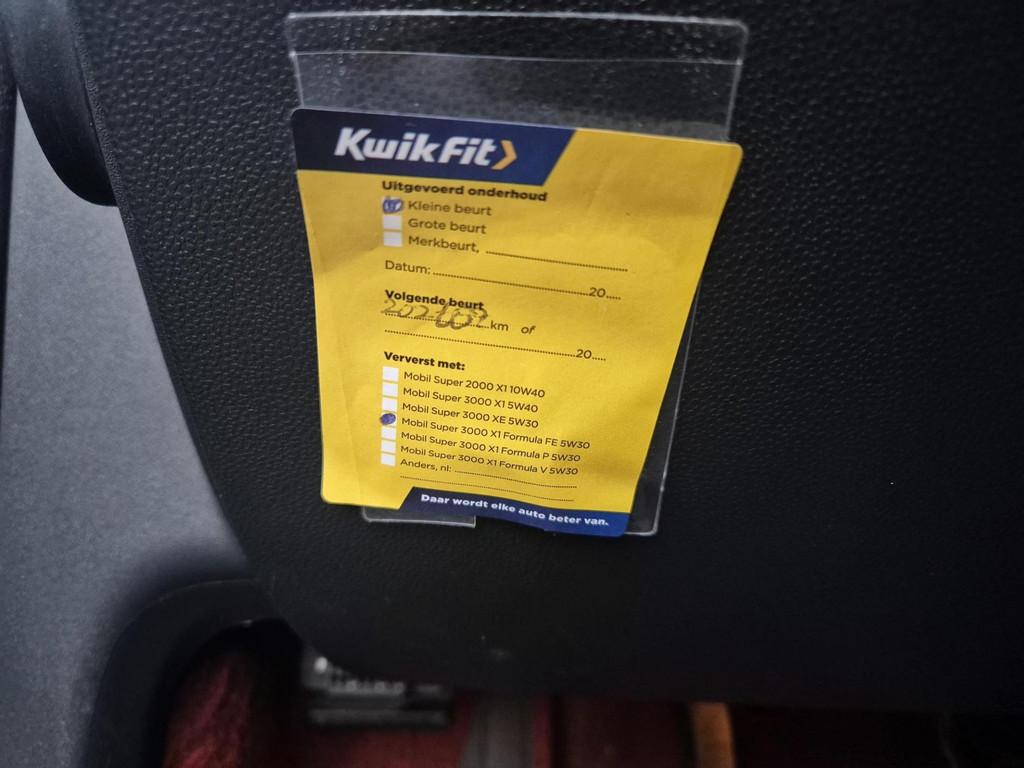 KwikFit
Uitgevoerd onderhoud
Kleine beurt
Grote beurt
Merkbeurt, ....................
Datum: ....................20....
Volgende beurt
km of
....................20....
Ververst met:
Mobil Super 2000 X1 10W40
Mobil Super 3000 X1 5W40
Mobil Super 3000 XE 5W30
Mobil Super 3000 X1 Formula FE 5W30
Mobil Super 3000 X1 Formula P 5W30
Mobil Super 3000 X1 Formula V 5W30
Anders, nl: ....................
Daar wordt elke auto beter van.